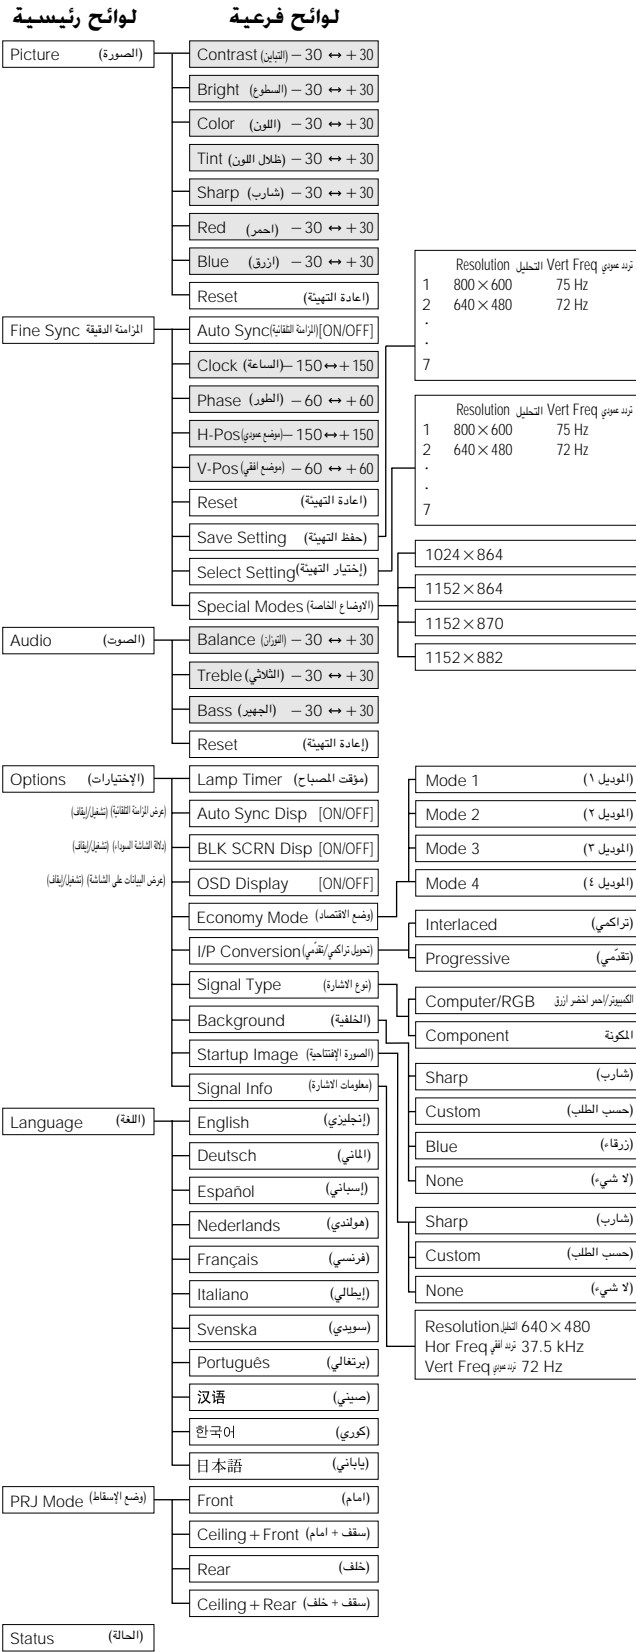 لوائح رئيسية
لوائح فرعية
Picture (الصورة)
Contrast (التباين) −30 ↔ +30
Bright (السطوع) −30 ↔ +30
Color (اللون) −30 ↔ +30
Tint (ظلال اللون) −30 ↔ +30
Sharp (شارب) −30 ↔ +30
Red (احمر) −30 ↔ +30
Blue (ازرق) −30 ↔ +30
Reset (اعادة التهيئة)
Fine Sync المزامنة الدقيقة
Auto Sync (المزامنة التلقائية) [ON/OFF]
Clock (الساعة) −150 ↔ +150
Phase (الطور) −60 ↔ +60
H-Pos (موضع عمودي) −150 ↔ +150
V-Pos (موضع افقي) −60 ↔ +60
Reset (اعادة التهيئة)
Save Setting (حفظ التهيئة)
Select Setting (إختيار التهيئة)
Special Modes (الاوضاع الخاصة)
Resolution التحليل Vert Freq تردد عمودي
1 800×600 75 Hz
2 640×480 72 Hz
.
.
7
Resolution التحليل Vert Freq تردد عمودي
1 800×600 75 Hz
2 640×480 72 Hz
.
.
7
1024×864
1152×864
1152×870
1152×882
Audio (الصوت)
Balance (التوزان) −30 ↔ +30
Treble (الثلاثي) −30 ↔ +30
Bass (الجهير) −30 ↔ +30
Reset (إعادة التهيئة)
Options (الإختيارات)
Lamp Timer (مؤقت المصباح)
(عرض المزامنة التلقائية) (تشغيل/إيقاف)
Auto Sync Disp [ON/OFF]
(دلالة الشاشة السوداء) (تشغيل/إيقاف)
BLK SCRN Disp [ON/OFF]
(عرض البيانات على الشاشة) (تشغيل/إيقاف)
OSD Display [ON/OFF]
Economy Mode (وضع الاقتصاد)
I/P Conversion (تحويل تراكمي/تقدّمي)
Signal Type (نوع الاشارة)
Background (الخلفية)
Startup Image (الصورة الإفتتاحية)
Signal Info (معلومات الاشارة)
Mode 1 (الموديل ١)
Mode 2 (الموديل ٢)
Mode 3 (الموديل ٣)
Mode 4 (الموديل ٤)
Interlaced (تراكمي)
Progressive (تقدّمي)
Computer/RGB الكمبيوتر/احمر اخضر ازرق
Component المكونة
Sharp (شارب)
Custom (حسب الطلب)
Blue (زرقاء)
None (لا شيء)
Sharp (شارب)
Custom (حسب الطلب)
None (لا شيء)
Resolution التحليل 640×480
Hor Freq تردد افقي 37.5 kHz
Vert Freq تردد عمودي 72 Hz
Language (اللغة)
English (إنجليزي)
Deutsch (الماني)
Español (إسباني)
Nederlands (هولندي)
Français (فرنسي)
Italiano (إيطالي)
Svenska (سويدي)
Português (برتغالي)
汉语 (صيني)
한국어 (كوري)
日本語 (ياباني)
PRJ Mode (وضع الإسقاط)
Front (امام)
Ceiling+Front (سقف + امام)
Rear (خلف)
Ceiling+Rear (سقف + خلف)
Status (الحالة)